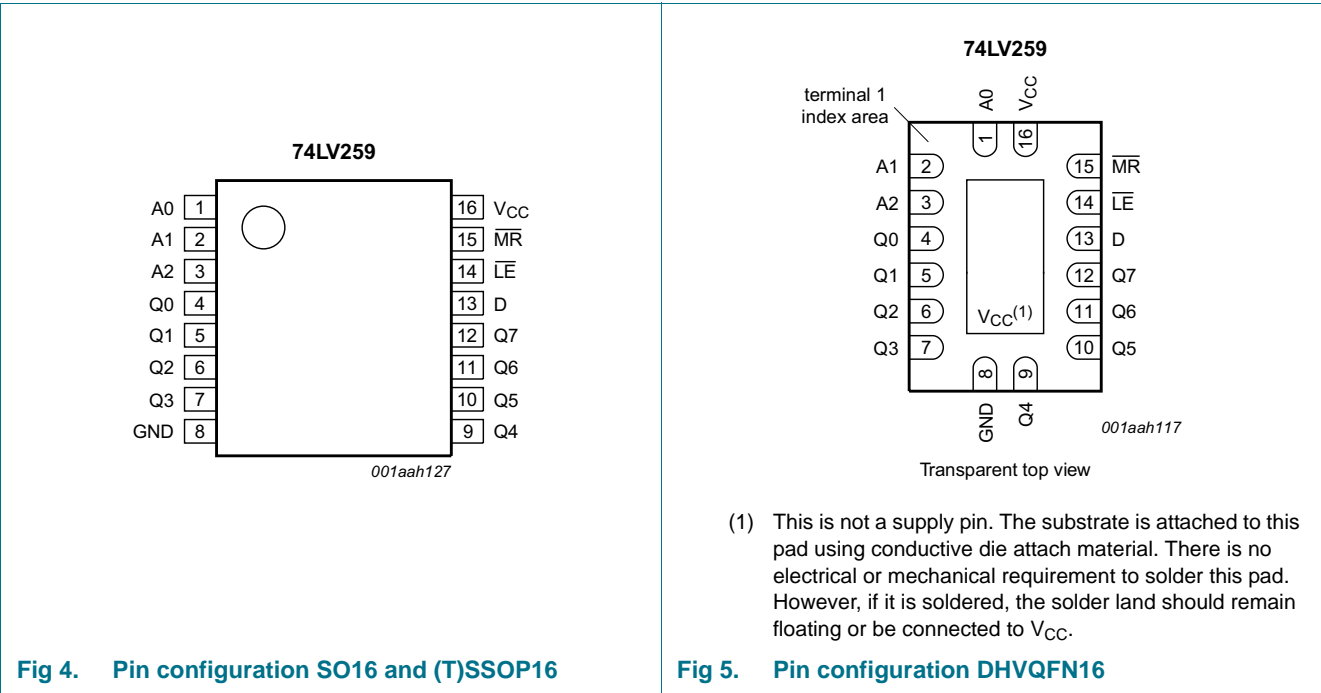 74LV259
A0 1
A1 2
A2 3
Q0 4
Q1 5
Q2 6
Q3 7
GND 8
16 VCC
15 MR
14 LE
13 D
12 Q7
11 Q6
10 Q5
9 Q4
001aah127
Fig 4. Pin configuration SO16 and (T)SSOP16
74LV259
terminal 1
index area
A0 VCC
1 16
A1 2
A2 3
Q0 4
Q1 5
Q2 6
Q3 7
15 MR
14 LE
13 D
12 Q7
11 Q6
10 Q5
VCC(1)
8 9
GND Q4
001aah117
Transparent top view
(1) This is not a supply pin. The substrate is attached to this
pad using conductive die attach material. There is no
electrical or mechanical requirement to solder this pad.
However, if it is soldered, the solder land should remain
floating or be connected to VCC.
Fig 5. Pin configuration DHVQFN16